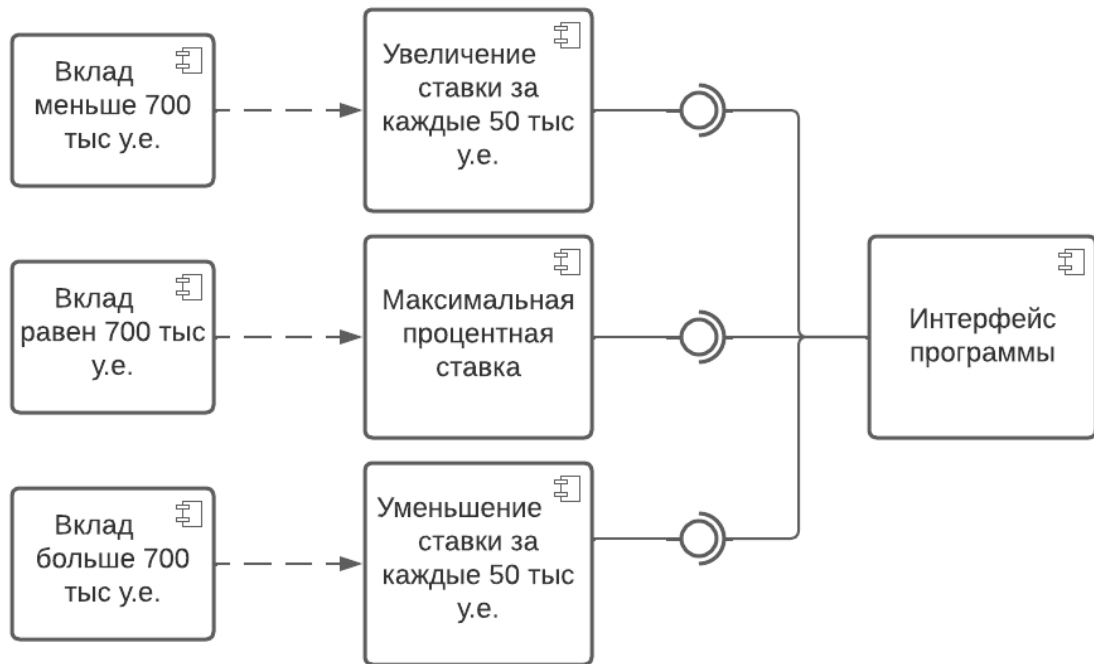 Вклад
меньше 700
тыс у.е.
Увеличение
ставки за
каждые 50 тыс
у.е.
Вклад
равен 700 тыс
у.е.
Максимальная
процентная
ставка
Интерфейс
программы
Вклад
больше 700
тыс у.е.
Уменьшение
ставки за
каждые 50 тыс
у.е.